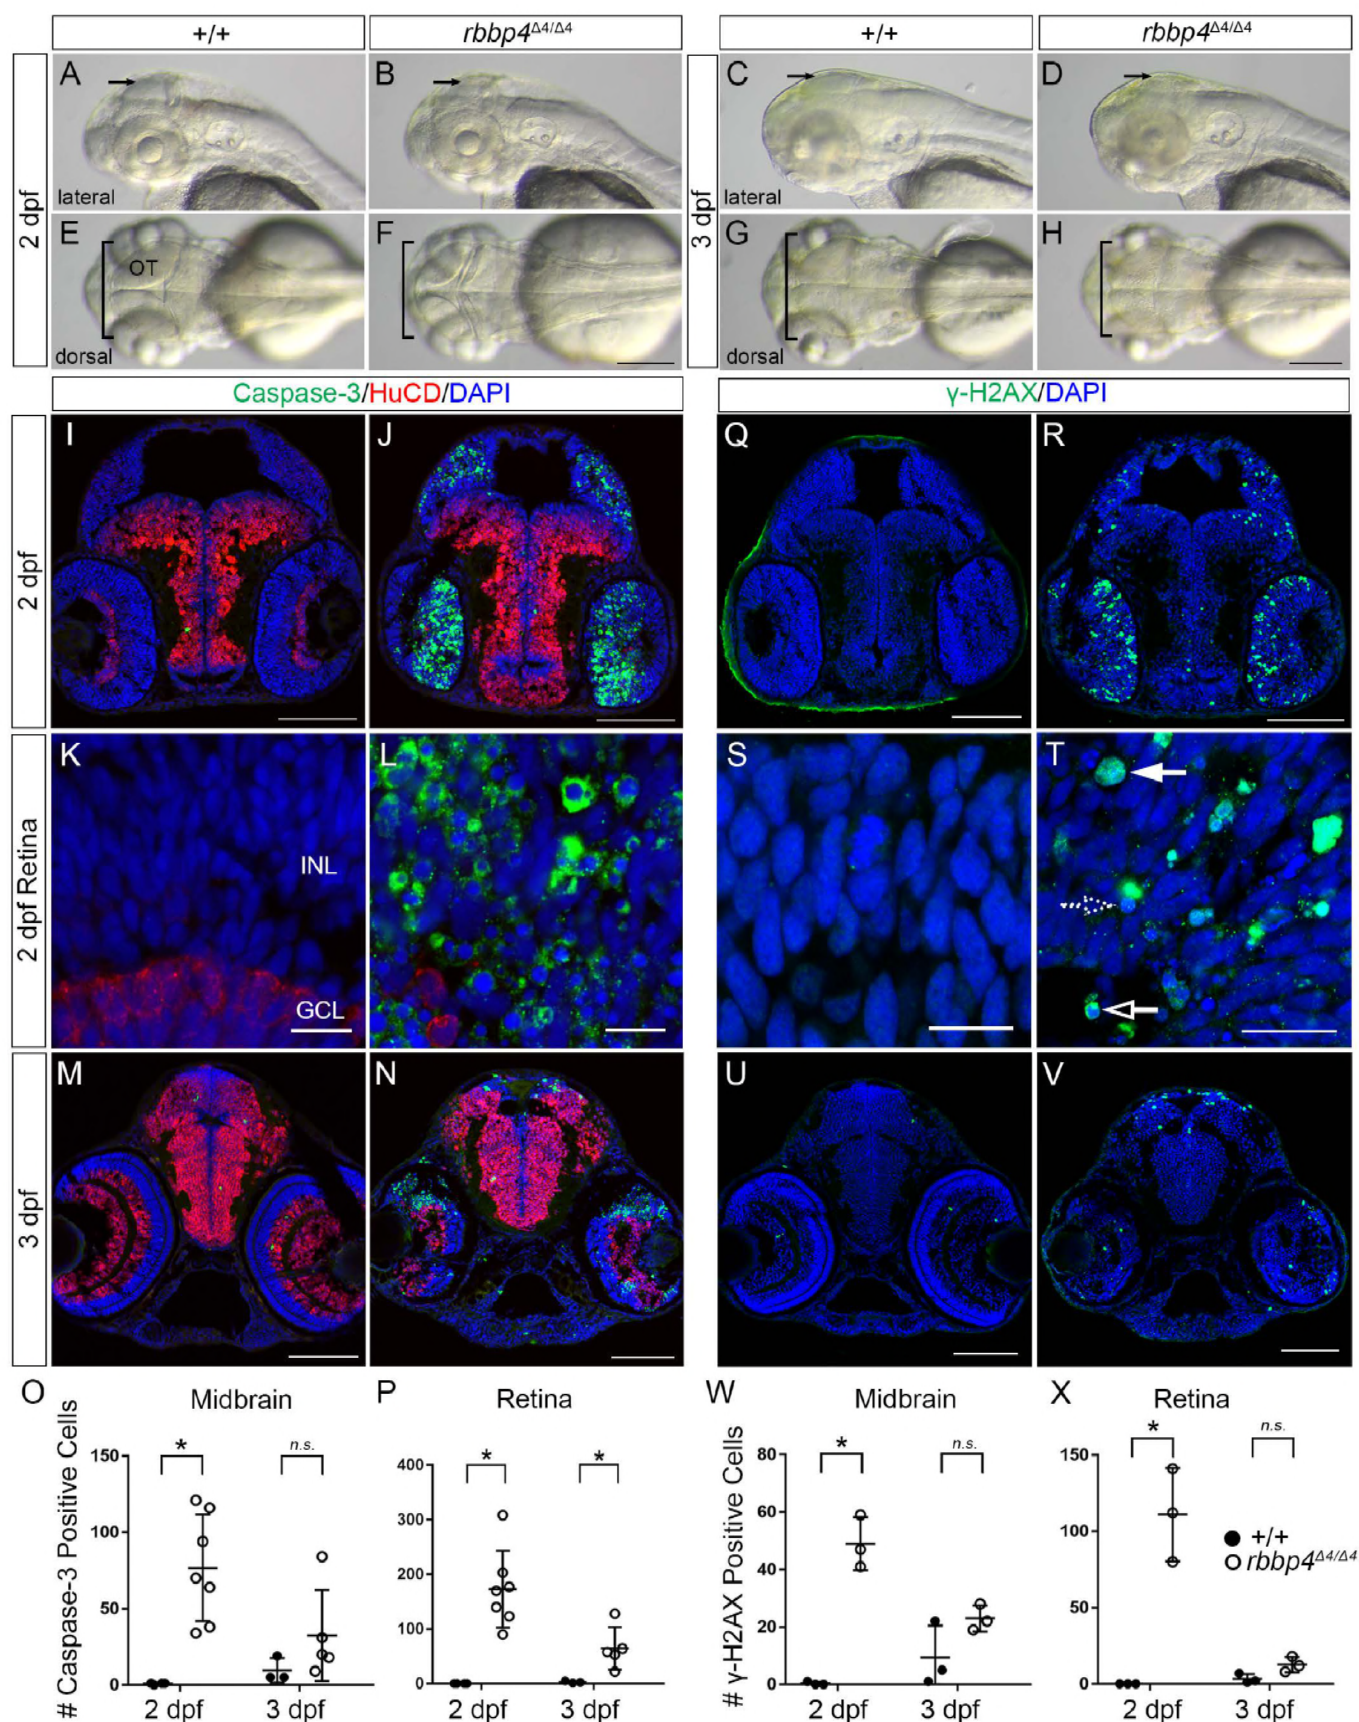 +/+ rbbp4Δ4/Δ4 +/+ rbbp4Δ4/Δ4
2 dpf
A
lateral
B
3 dpf
C
lateral
D
E
OT
dorsal
F
G
dorsal
H
Caspase-3/HuCD/DAPI
γ-H2AX/DAPI
2 dpf
I
J
Q
R
2 dpf Retina
K
INL
GCL
L
S
T
3 dpf
M
N
U
V
O
Midbrain
# Caspase-3 Positive Cells
150
100
50
0
*
n.s.
2 dpf 3 dpf
P
Retina
400
300
200
100
0
*
*
2 dpf 3 dpf
W
Midbrain
# γ-H2AX Positive Cells
80
60
40
20
0
*
n.s.
2 dpf 3 dpf
X
Retina
150
100
50
0
*
n.s.
+/+
rbbp4Δ4/Δ4
2 dpf 3 dpf